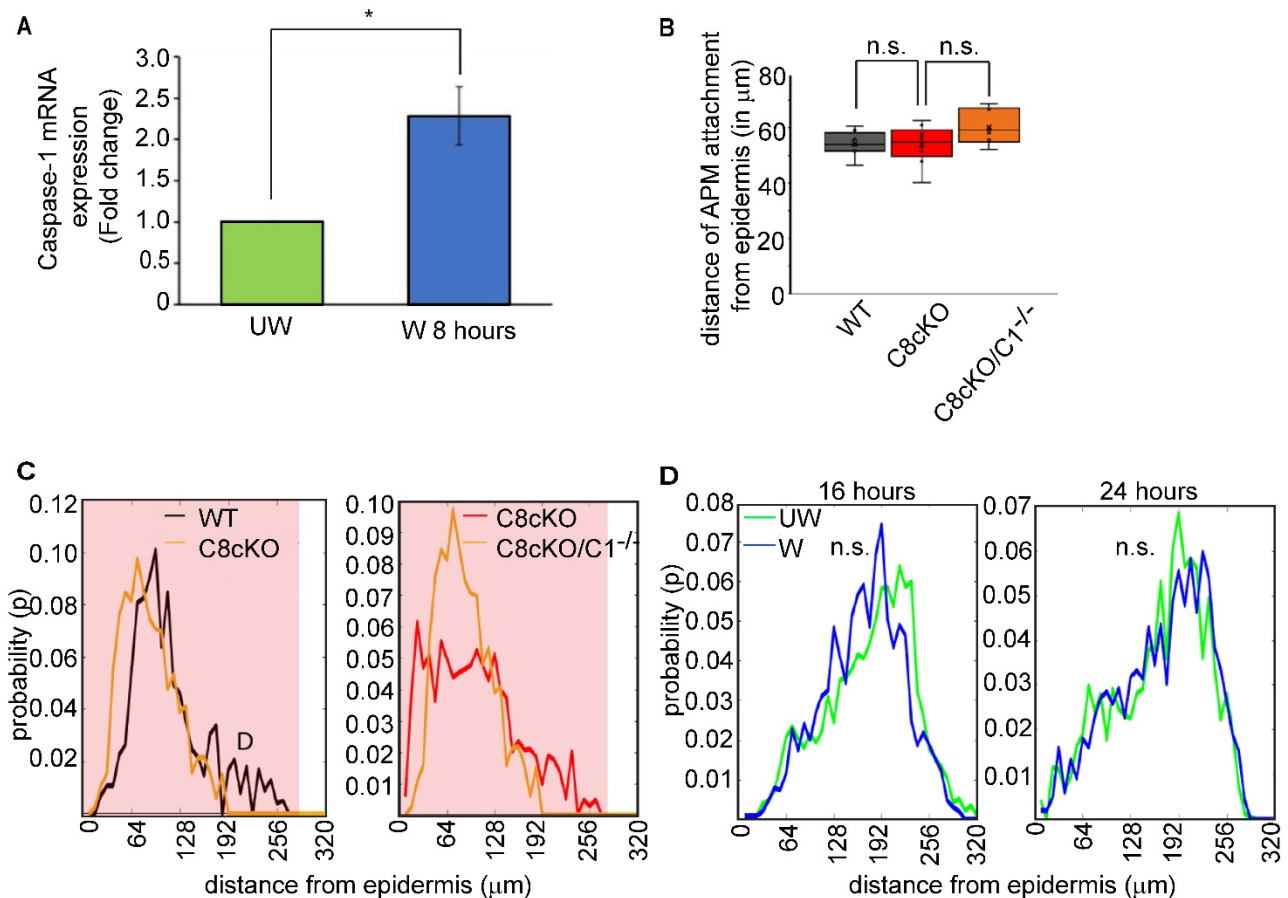 A
*
Caspase-1 mRNA
expression
(Fold change)
3.0
2.5
2.0
1.5
1.0
0.5
0
UW
W 8 hours
B
n.s.
n.s.
distance of APM attachment
from epidermis (in μm)
80
60
40
20
0
WT
C8cKO
C8cKO/C1-/-
C
probability (p)
0.12
0.10
0.08
0.06
0.04
0.02
WT
C8cKO
D
0
64
128
192
256
320
0.10
0.09
0.08
0.07
0.06
0.05
0.04
0.03
0.02
0.01
C8cKO
C8cKO/C1-/-
0
64
128
192
256
320
distance from epidermis (μm)
D
16 hours
probability (p)
0.08
0.07
0.06
0.05
0.04
0.03
0.02
0.01
UW
W
n.s.
0
64
128
192
256
320
24 hours
0.07
0.06
0.05
0.04
0.03
0.02
0.01
n.s.
0
64
128
192
256
320
distance from epidermis (μm)